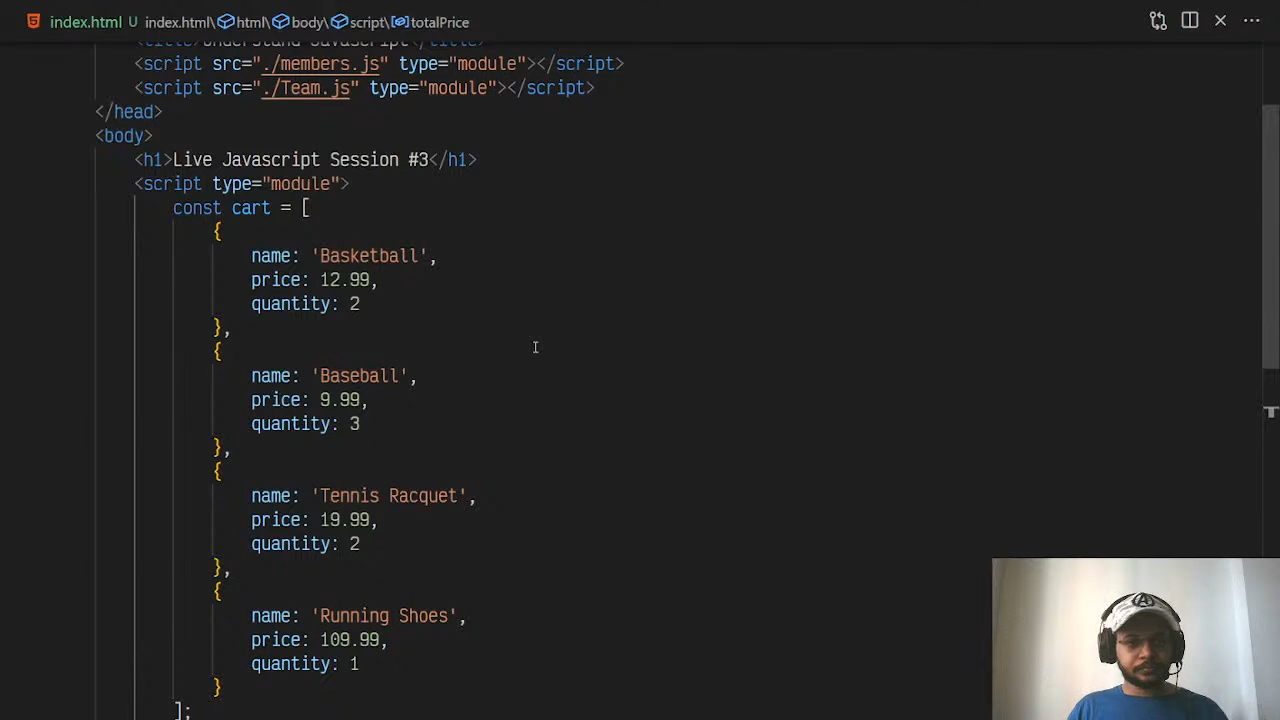 index.html U index.html\html\body\script\totalPrice
<title>Understand Javascript</title>
<script src="./members.js" type="module"></script>
<script src="./Team.js" type="module"></script>
</head>
<body>
<h1>Live Javascript Session #3</h1>
<script type="module">
const cart = [
{
name: 'Basketball',
price: 12.99,
quantity: 2
},
{
name: 'Baseball',
price: 9.99,
quantity: 3
},
{
name: 'Tennis Racquet',
price: 19.99,
quantity: 2
},
{
name: 'Running Shoes',
price: 109.99,
quantity: 1
}
];